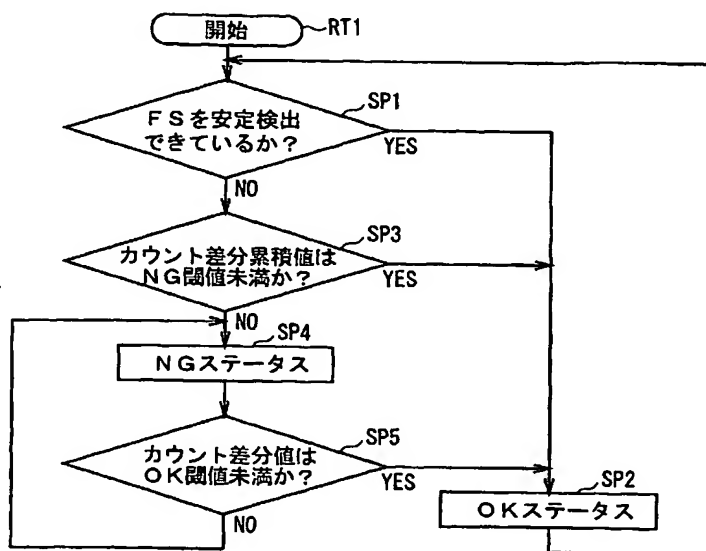 開始
RT1
FSを安定検出
できているか?
SP1
YES
NO
カウント差分累積値は
NG閾値未満か?
SP3
YES
NO
SP4
NGステータス
カウント差分値は
OK閾値未満か?
SP5
YES
NO
SP2
OKステータス